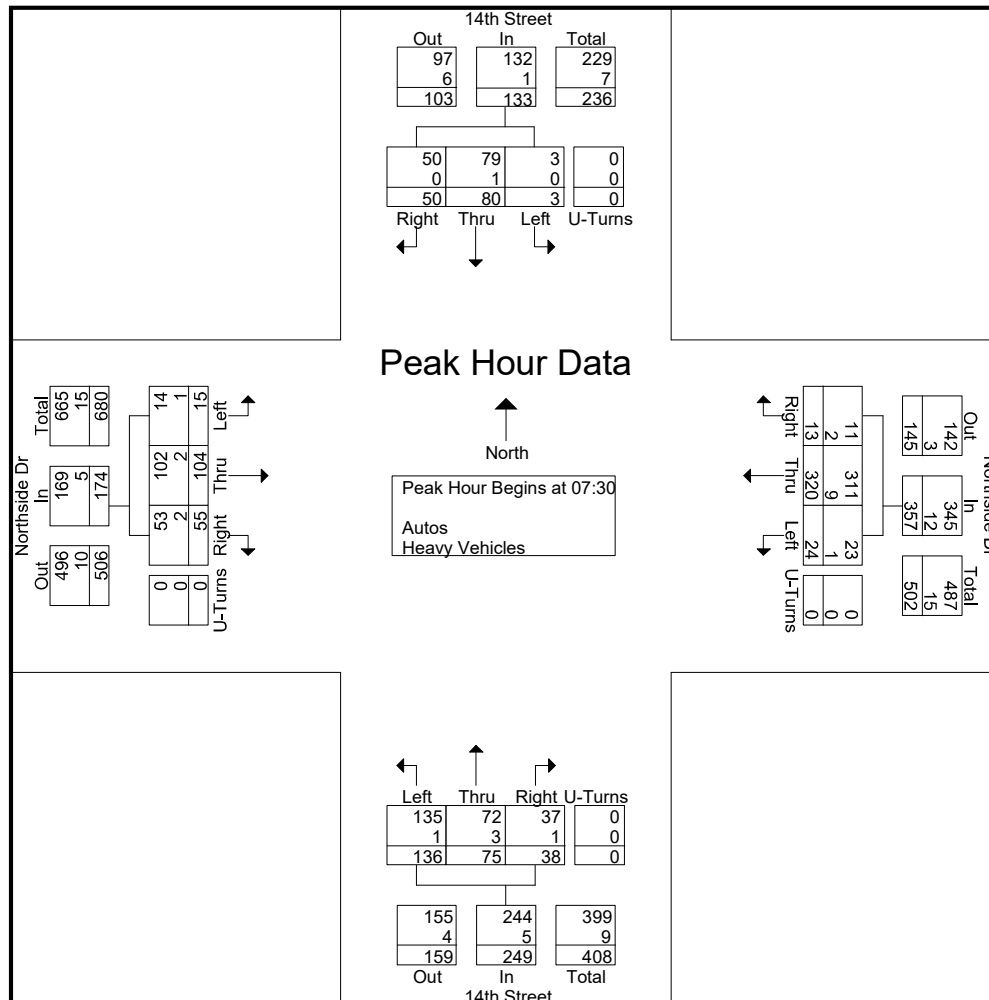 14th Street
Out In Total
97 132 229
6 1 7
103 133 236
50 79 3 0
0 1 0 0
50 80 3 0
Right Thru Left U-Turns
Peak Hour Data
North
Peak Hour Begins at 07:30
Autos
Heavy Vehicles
Northside Dr
Out In Total
496 169 665
10 5 15
506 174 680
Left Thru Right U-Turns
14 102 53 0
1 2 2 0
15 104 55 0
Northside Dr
Out In Total
142 345 487
3 12 15
145 357 502
11 311 23 0
2 9 1 0
13 320 24 0
Right Thru Left U-Turns
Left Thru Right U-Turns
135 72 37 0
1 3 1 0
136 75 38 0
155 244 399
4 5 9
159 249 408
Out In Total
14th Street